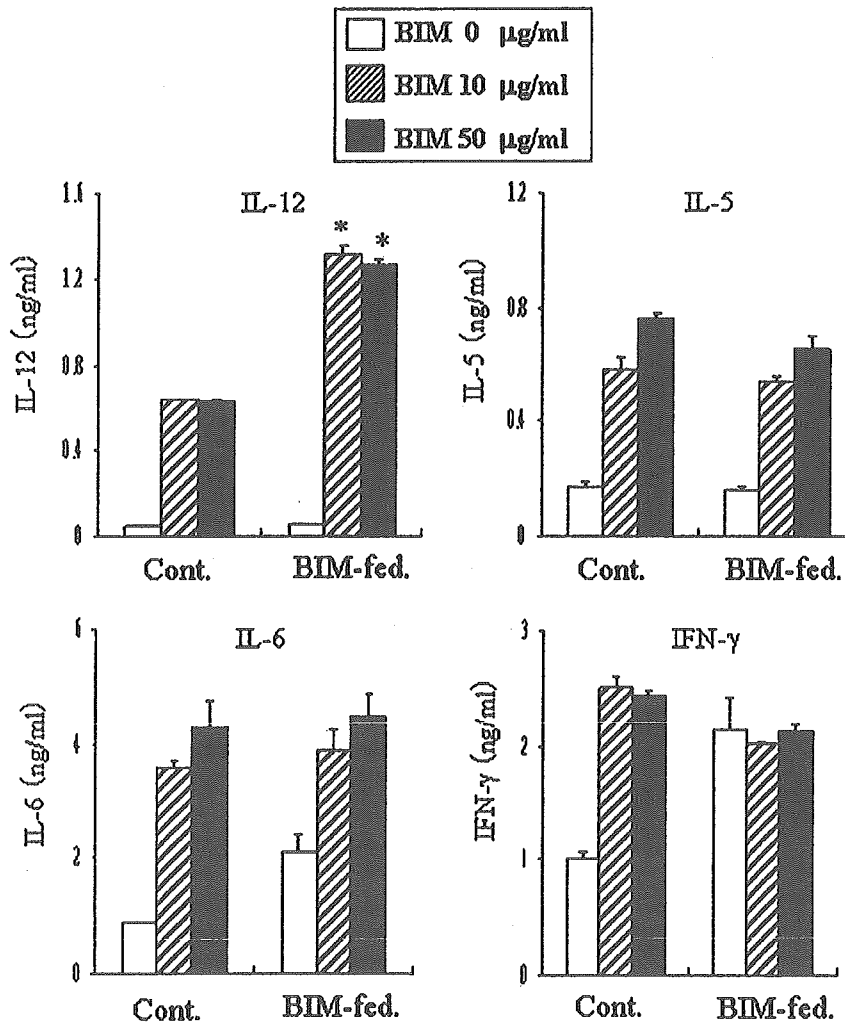 BIM 0 μg/ml
BIM 10 μg/ml
BIM 50 μg/ml
IL-12
IL-12 (ng/ml)
1.6
1.2
0.8
0.4
0
*
*
Cont.
BIM-fed.
IL-5
IL-5 (ng/ml)
1.2
0.8
0.4
0
Cont.
BIM-fed.
IL-6
IL-6 (ng/ml)
6
4
2
0
Cont.
BIM-fed.
IFN-γ
IFN-γ (ng/ml)
3
2
1
0
Cont.
BIM-fed.